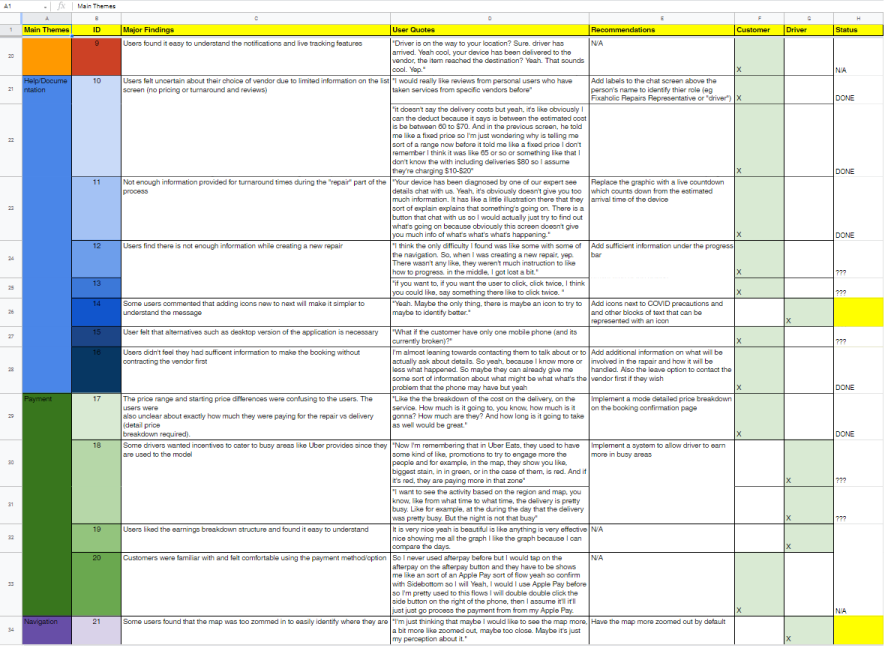 A1 fx Main Themes
A B C D E F G H
1 Main Themes ID Major Findings User Quotes Recommendations Customer Driver Status
20 9 Users found it easy to understand the notifications and live tracking features
"Driver is on the way to your location? Sure. driver has
arrived. Yeah cool, your device has been delivered to the
vendor, the item reached the destination? Yeah. That sounds
cool. Yep."
N/A
X
N/A
21 Help/Docume
ntation
10 Users felt uncertain about their choice of vendor due to limited information on the list
screen (no pricing or turnaround and reviews)
"I would really like reviews from personal users who have
taken services from specific vendors before"
Add labels to the chat screen above the
person's name to identify thier role (eg
Fixaholic Repairs Representative or "driver")
X
DONE
22 "it doesn't say the delivery costs but yeah, it's like obviously I
can the deduct because it says is between the estimated cost
is be between 60 to $70. And in the previous screen, he told
me like a fixed price so I'm just wondering why is telling me
sort of a range now before it told me like a fixed price I don't
remember I think it was like 65 or so or something like that I
don't know the with including deliveries $80 so I assume
they're charging $10-$20"
X
DONE
23 11 Not enough information provided for turnaround times during the "repair" part of the
process
"Your device has been diagnosed by one of our expert see
details chat with us. Yeah, it's obviously doesn't give you too
much information. It has like a little illustration there that they
sort of explain explains that something's going on. There is a
button that chat with us so I would actually just try to find out
what's going on because obviously this screen doesn't give
you much info of what's what's what's happening."
Replace the graphic with a live countdown
which counts down from the estimated
arrival time of the device
X
DONE
24 12 Users find there is not enough information while creating a new repair
"I think the only difficulty I found was like some with some of
the navigation. So, when I was creating a new repair, yep.
There wasn't any like, they weren't much instruction to like
how to progress. in the middle, I got lost a bit."
Add sufficient information under the progress
bar
X
???
25 13 "if you want to, if you want the user to click, click twice, I think
you could like, say something there like to click twice. "
X
???
26 14 Some users commented that adding icons new to next will make it simpler to
understand the message
"Yeah. Maybe the only thing, there is maybe an icon to try to
maybe to identify better."
Add icons next to COVID precautions and
and other blocks of text that can be
represented with an icon
X
27 15 User felt that alternatives such as desktop version of the application is necessary
"What if the customer have only one mobile phone (and its
currently broken)?"
X
???
28 16 Users didn't feel they had sufficent information to make the booking without
contracting the vendor first
I'm almost leaning towards contacting them to talk about or to
actually ask about details. So yeah, because I know more or
less what happened. So maybe they can already give me
some sort of information about what might be what what's the
problem that the phone may have but yeah
Add additional information on what will be
involved in the rapair and how it will be
handled. Also the leave option to contact the
vendor first if they wish
X
DONE
29 Payment
17 The price range and starting price differences were confusing to the users. The
users were
also unclear about exactly how much they were paying for the repair vs delivery
(detail price
breakdown required).
"Like the the breakdown of the cost on the delivery, on the
service. How much is it going to, you know, how much is it
gonna? How much are they? And how long is it going to take
as well would be great."
Implement a mode detailed price breakdown
on the booking confirmation page
X
DONE
30 18 Some drivers wanted incentives to cater to busy areas like Uber provides since they
are used to the model
"Now I'm remembering that in Uber Eats, they used to have
some kind of like, promotions to try to engage more the
people and for example, in the map, they show you like,
biggest stain, in in green, or in the case of them, is red. And if
it's red, they are paying more in that zone"
Implement a system to allow driver to earn
more in busy areas
X
???
31 "I want to see the activity based on the region and map, you
know, like from what time to what time, the delivery is pretty
busy. Like for example, at the during the day that the delivery
was pretty busy. But the night is not that busy"
X
???
32 19 Users liked the earnings breakdown structure and found it easy to understand
It is very nice yeah is beautiful is like anything is very effective
nice showing me all the graph I like the graph because I can
compare the days.
N/A
X
33 20 Customers were familiar with and felt comfortable using the payment method/option
So I never used afterpay before but I would tap on the
afterpay on the afterpay button and they have to be shows
me like an sort of an Apple Pay sort of flow yeah so confirm
with Sidebottom so I will Yeah, I would I use Apple Pay before
so I'm pretty used to this flows I will double double click the
side button on the right of the phone, then I assume it'll it'll
just just go process the payment from from my Apple Pay.
N/A
X
N/A
34 Navigation
21 Some users found that the map was too zommed in to easily identify where they are
"I'm just thinking that maybe I would like to see the map more,
a bit more like zoomed out, maybe too close. Maybe it's just
my perception about it."
Have the map more zoomed out by default
X